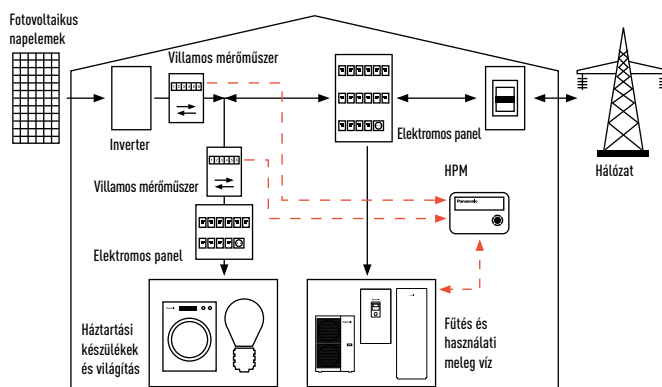 Fotovoltaikus
napelemek
Villamos mérőműszer
Inverter
Elektromos panel
Hálózat
Villamos mérőműszer
HPM
Panasonic
Elektromos panel
Háztartási
készülékek
és világítás
Fűtés és
használati
meleg víz